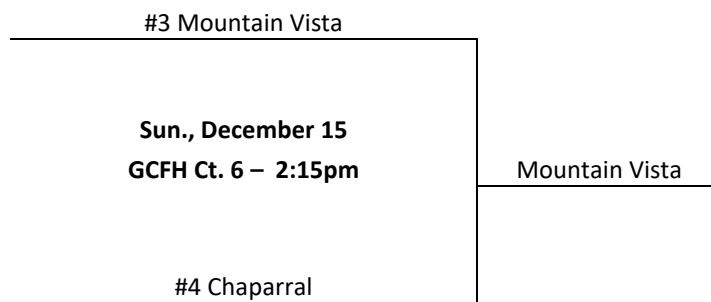 #3 Mountain Vista
Sun., December 15
GCFH Ct. 6 – 2:15pm
Mountain Vista
#4 Chaparral